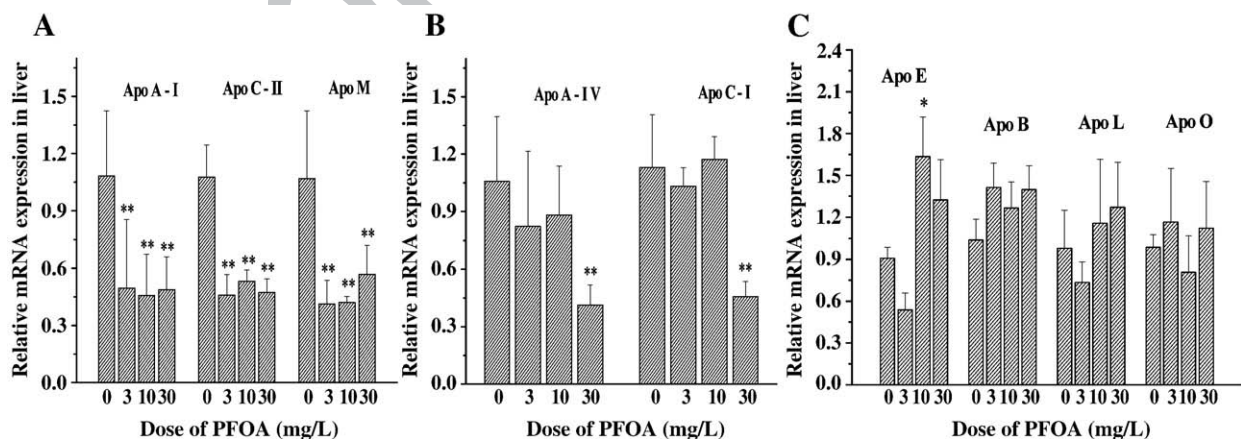 A
Relative mRNA expression in liver
1.5
1.2
0.9
0.6
0.3
0.0
Apo A - I
Apo C - II
Apo M
** ** **
** ** **
** ** **
0 3 10 30 0 3 10 30 0 3 10 30
Dose of PFOA (mg/L)
B
Relative mRNA expression in liver
1.5
1.2
0.9
0.6
0.3
0.0
Apo A - IV
Apo C - I
**
**
0 3 10 30 0 3 10 30
Dose of PFOA (mg/L)
C
Relative mRNA expression in liver
2.4
2.1
1.8
1.5
1.2
0.9
0.6
0.3
0.0
Apo E
Apo B
Apo L
Apo O
*
0 3 10 30 0 3 10 30 0 3 10 30 0 3 10 30
Dose of PFOA (mg/L)